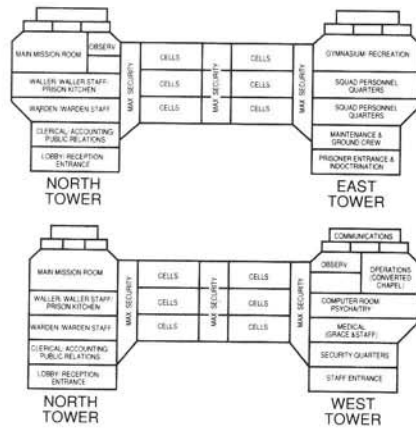 MAIN MISSION ROOM
OBSERV
WALLER: WALLER STAFF/
PRISON KITCHEN
WARDEN: WARDEN STAFF
CLERICAL: ACCOUNTING
PUBLIC RELATIONS
LOBBY: RECEPTION
ENTRANCE
MAX SECURITY
CELLS
CELLS
CELLS
MAX SECURITY
CELLS
CELLS
CELLS
MAX SECURITY
GYMNASIUM: RECREATION
SQUAD PERSONNEL
QUARTERS
SQUAD PERSONNEL
QUARTERS
MAINTENANCE &
GROUND CREW
PRISONER ENTRANCE &
INDOCTRINATION
NORTH
TOWER
EAST
TOWER
MAIN MISSION ROOM
WALLER: WALLER STAFF/
PRISON KITCHEN
WARDEN: WARDEN STAFF
CLERICAL: ACCOUNTING
PUBLIC RELATIONS
LOBBY: RECEPTION
ENTRANCE
MAX SECURITY
CELLS
CELLS
CELLS
MAX SECURITY
CELLS
CELLS
CELLS
MAX SECURITY
COMMUNICATIONS
OBSERV
OPERATIONS
(CONVERTED
CHAPEL)
COMPUTER ROOM
PSYCHIATRY
MEDICAL
(GRACE & STAFF)
SECURITY QUARTERS
STAFF ENTRANCE
NORTH
TOWER
WEST
TOWER